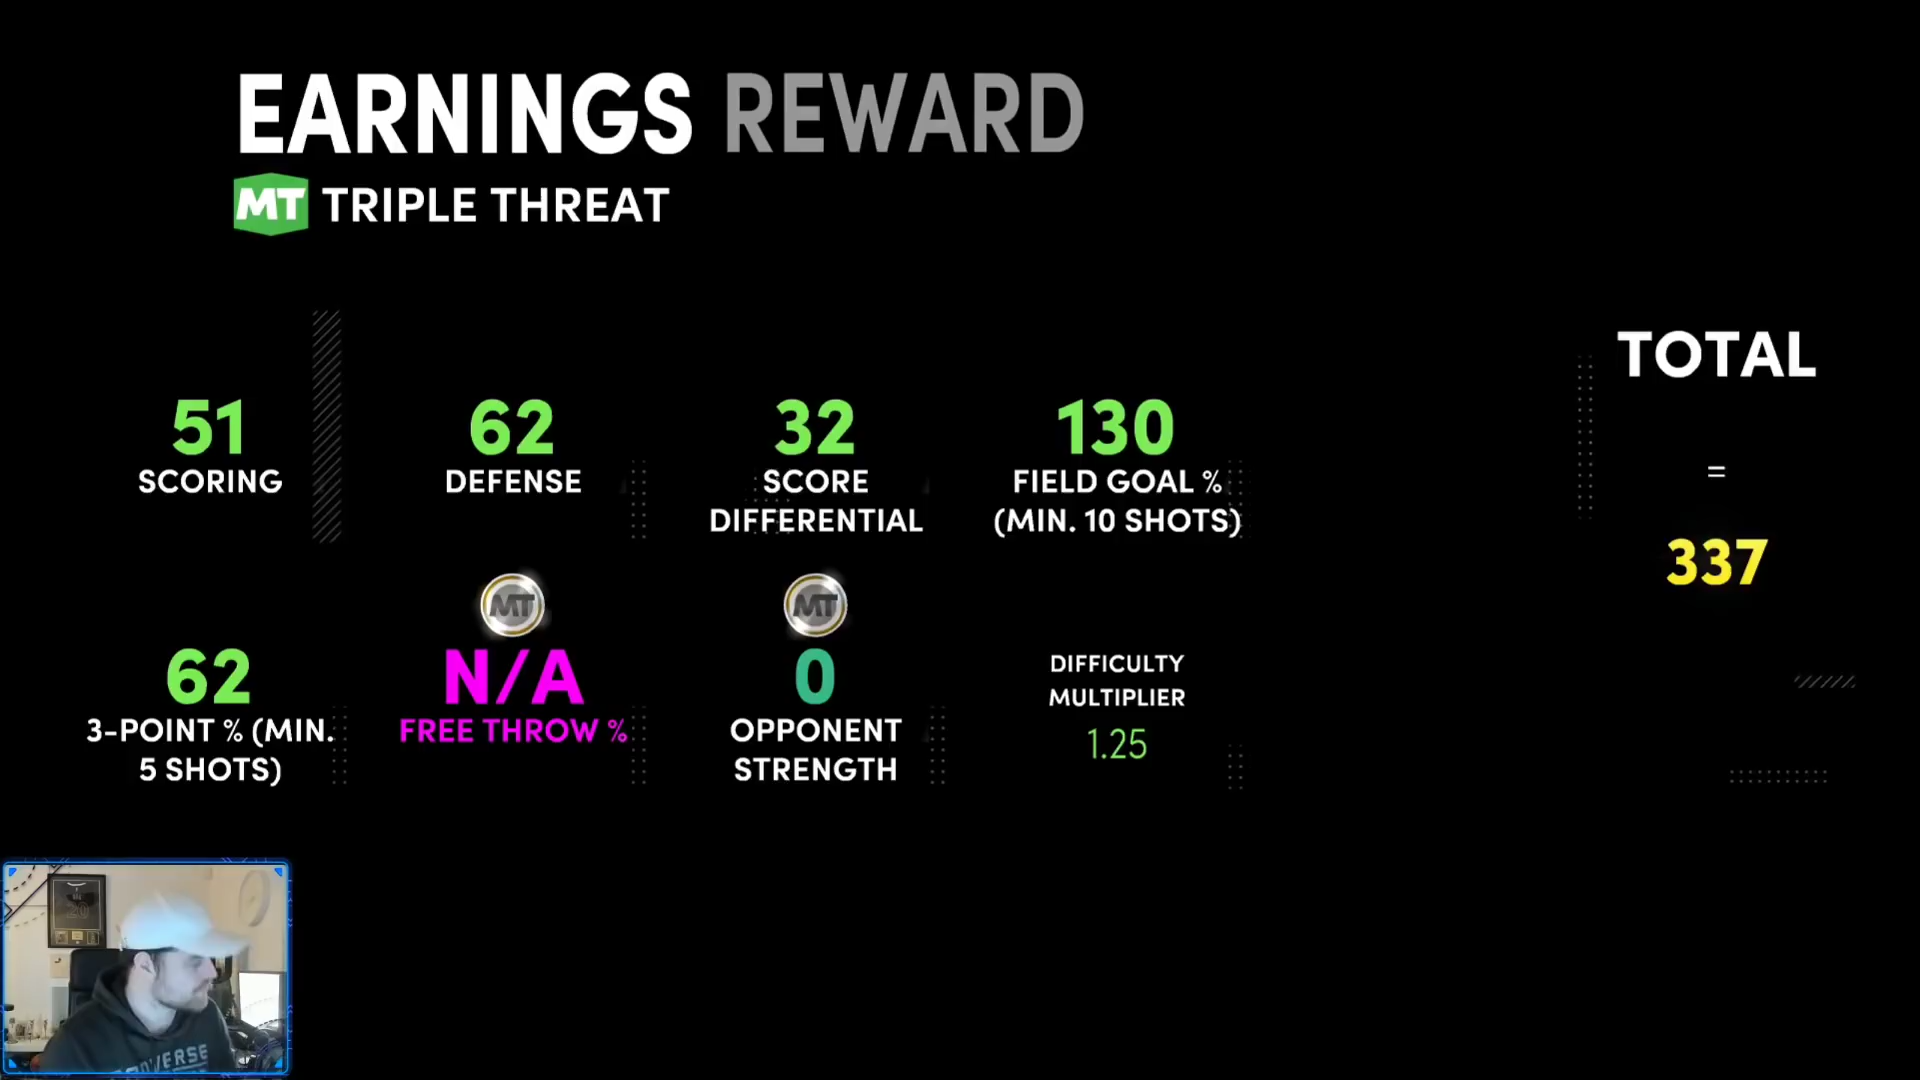 EARNINGS REWARD
MT TRIPLE THREAT
51
SCORING
62
DEFENSE
32
SCORE
DIFFERENTIAL
130
FIELD GOAL %
(MIN. 10 SHOTS)
TOTAL
=
337
62
3-POINT % (MIN.
5 SHOTS)
MT
N/A
FREE THROW %
MT
0
OPPONENT
STRENGTH
DIFFICULTY
MULTIPLIER
1.25
20